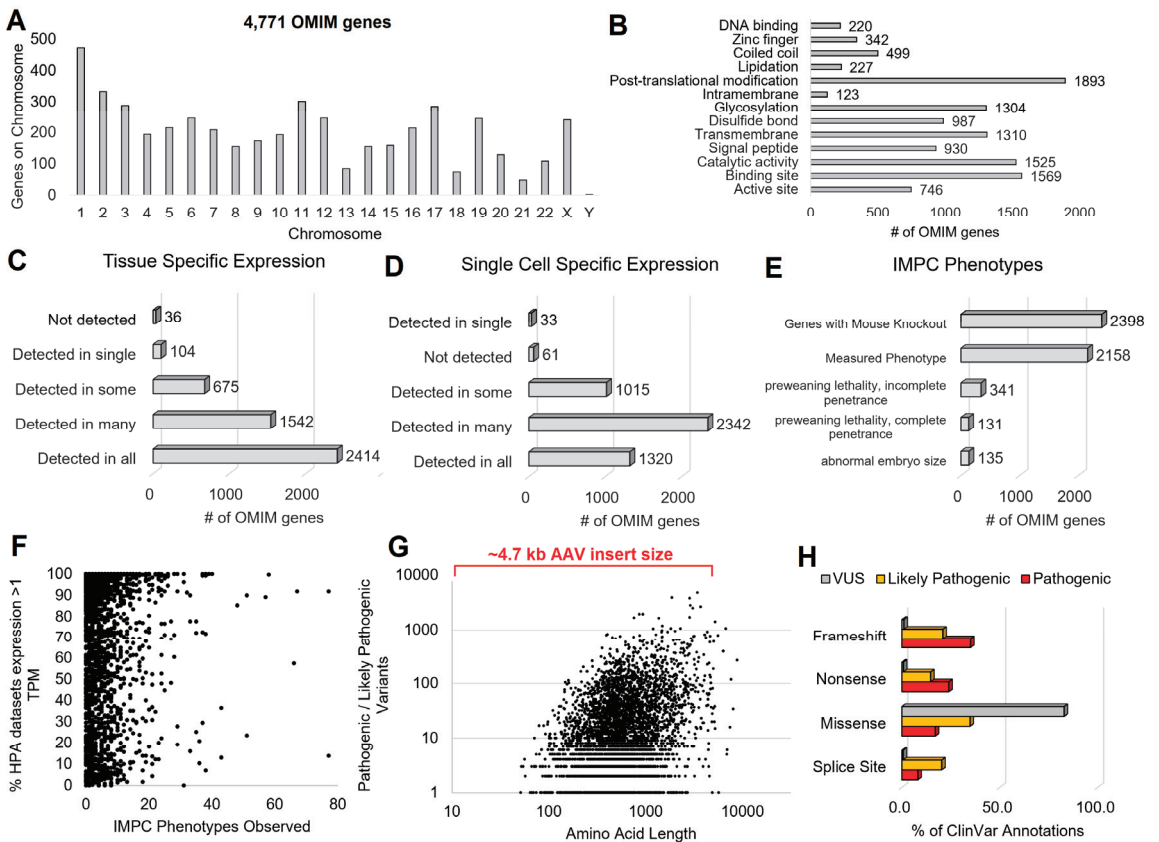 A
4,771 OMIM genes
Genes on Chromosome
500
400
300
200
100
0
1 2 3 4 5 6 7 8 9 10 11 12 13 14 15 16 17 18 19 20 21 22 X Y
Chromosome
B
DNA binding 220
Zinc finger 342
Coiled coil 499
Lipidation 227
Post-translational modification 1893
Intramembrane 123
Glycosylation 1304
Disulfide bond 987
Transmembrane 1310
Signal peptide 930
Catalytic activity 1525
Binding site 1569
Active site 746
0 500 1000 1500 2000
# of OMIM genes
C
Tissue Specific Expression
Not detected 36
Detected in single 104
Detected in some 675
Detected in many 1542
Detected in all 2414
0 1000 2000
# of OMIM genes
D
Single Cell Specific Expression
Detected in single 33
Not detected 61
Detected in some 1015
Detected in many 2342
Detected in all 1320
0 1000 2000
# of OMIM genes
E
IMPC Phenotypes
Genes with Mouse Knockout 2398
Measured Phenotype 2158
preweaning lethality, incomplete
penetrance
341
preweaning lethality, complete
penetrance
131
abnormal embryo size 135
0 1000 2000
# of OMIM genes
F
% HPA datasets expression >1
TPM
100
90
80
70
60
50
40
30
20
10
0
0 20 40 60 80
IMPC Phenotypes Observed
G
~4.7 kb AAV insert size
Pathogenic / Likely Pathogenic
Variants
10000
1000
100
10
1
10 100 1000 10000
Amino Acid Length
H
VUS Likely Pathogenic Pathogenic
Frameshift
Nonsense
Missense
Splice Site
0.0 50.0 100.0
% of ClinVar Annotations